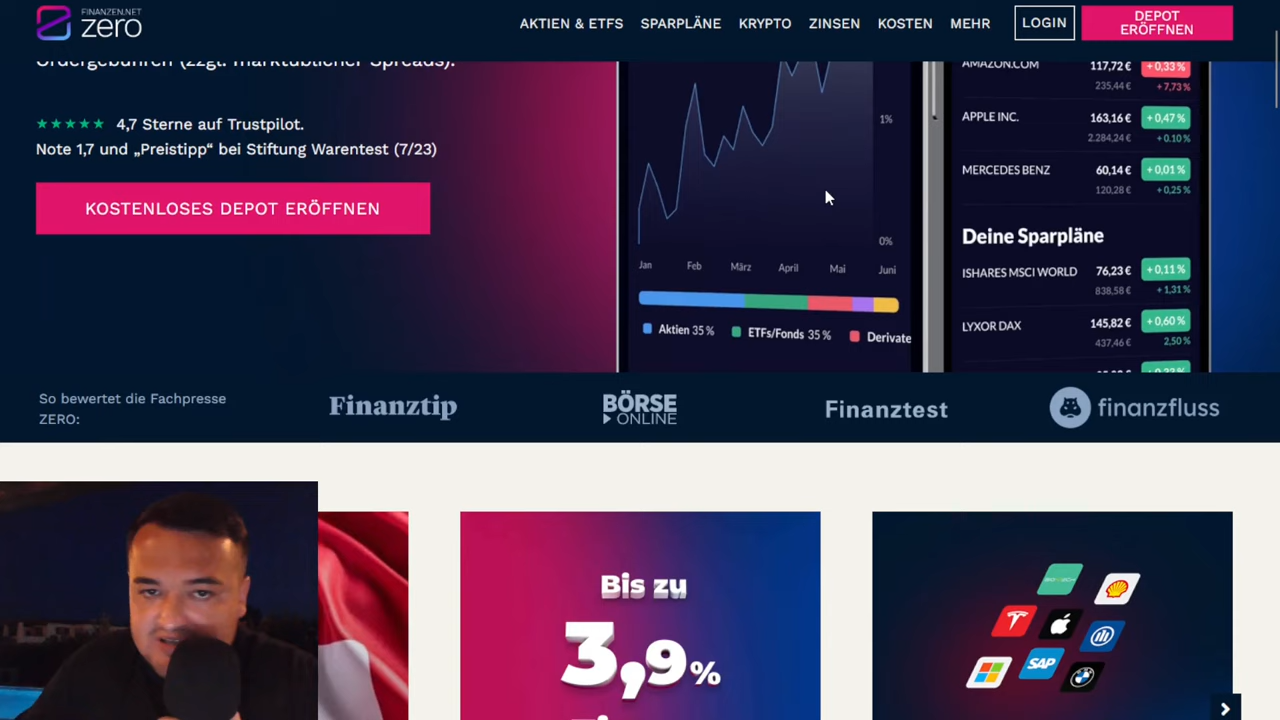 FINANZEN.NET
zero
AKTIEN & ETFS
SPARPLÄNE
KRYPTO
ZINSEN
KOSTEN
MEHR
LOGIN
DEPOT
ERÖFFNEN
Ordergebühren (zzgl. marktüblicher Spreads).
4,7 Sterne auf Trustpilot.
Note 1,7 und „Preistipp“ bei Stiftung Warentest (7/23)
KOSTENLOSES DEPOT ERÖFFNEN
1%
0%
Jan
Feb
März
April
Mai
Juni
Aktien 35 %
ETFs/Fonds 35 %
Derivate
AMAZON.COM 117,72 € +0,33 %
235,44 € +7,73 %
APPLE INC. 163,16 € +0,47 %
2.284,24 € +0.10 %
MERCEDES BENZ 60,14 € +0,01 %
120,28 € +0,25 %
Deine Sparpläne
ISHARES MSCI WORLD 76,23 € +0,11 %
838,58 € +1,31 %
LYXOR DAX 145,82 € +0,60 %
437,46 € 2,50 %
So bewertet die Fachpresse
ZERO:
Finanztip
BÖRSE
ONLINE
Finanztest
finanzfluss
Bis zu
3,9%
SAP